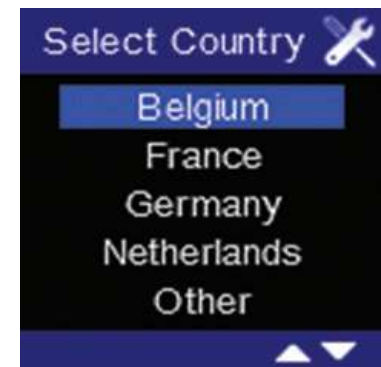 Select Country
Belgium
France
Germany
Netherlands
Other